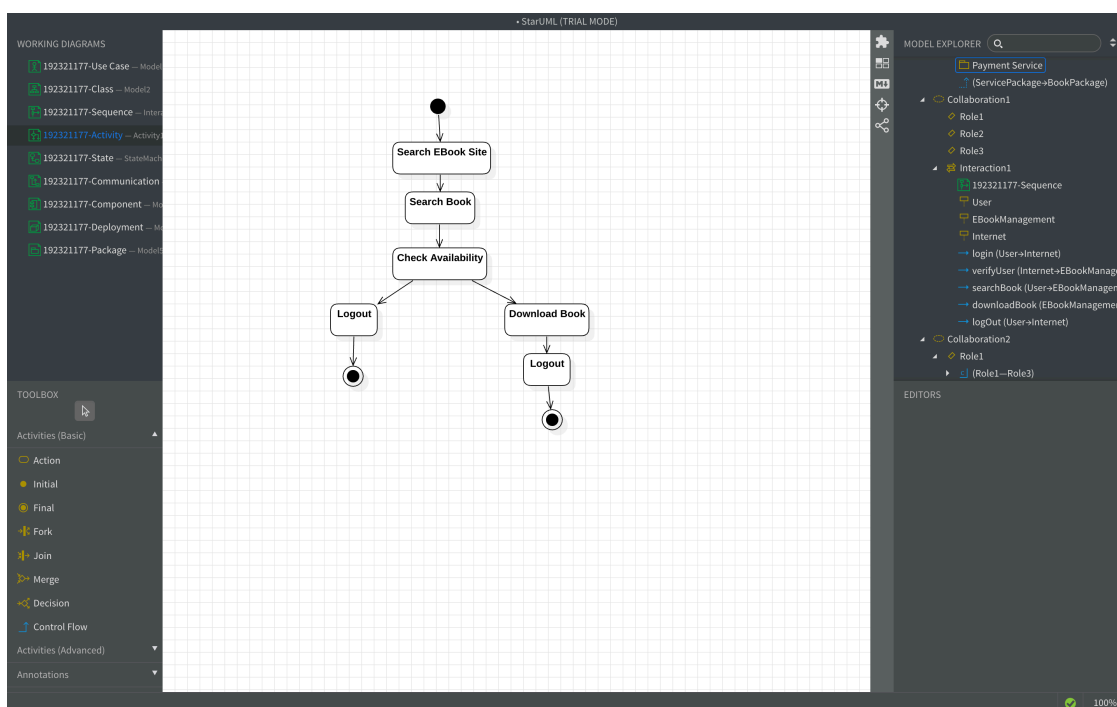 • StarUML (TRIAL MODE)
WORKING DIAGRAMS
192321177-Use Case — Model
192321177-Class — Model2
192321177-Sequence — Intera
192321177-Activity — Activity1
192321177-State — StateMach
192321177-Communication
192321177-Component — Mo
192321177-Deployment — Mo
192321177-Package — Model5
TOOLBOX
Activities (Basic)
Action
Initial
Final
Fork
Join
Merge
Decision
Control Flow
Activities (Advanced)
Annotations
Search EBook Site
Search Book
Check Availability
Logout
Download Book
Logout
M↓
MODEL EXPLORER
Payment Service
(ServicePackage→BookPackage)
Collaboration1
Role1
Role2
Role3
Interaction1
192321177-Sequence
User
EBookManagement
Internet
login (User→Internet)
verifyUser (Internet→EBookManage
searchBook (User→EBookManagem
downloadBook (EBookManagemen
logOut (User→Internet)
Collaboration2
Role1
(Role1—Role3)
EDITORS
100%